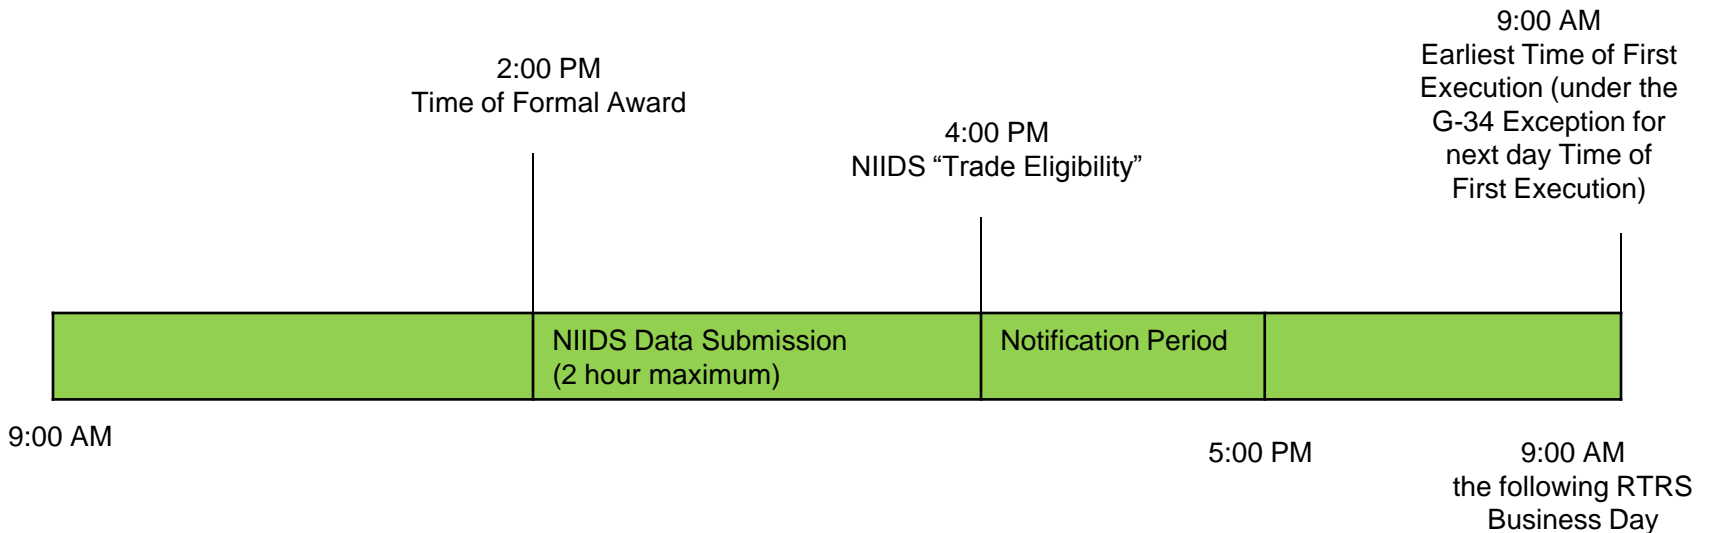 9:00 AM
Earliest Time of First
Execution (under the
G-34 Exception for
next day Time of
First Execution)
2:00 PM
Time of Formal Award
4:00 PM
NIIDS “Trade Eligibility”
NIIDS Data Submission
(2 hour maximum)
Notification Period
9:00 AM
5:00 PM
9:00 AM
the following RTRS
Business Day